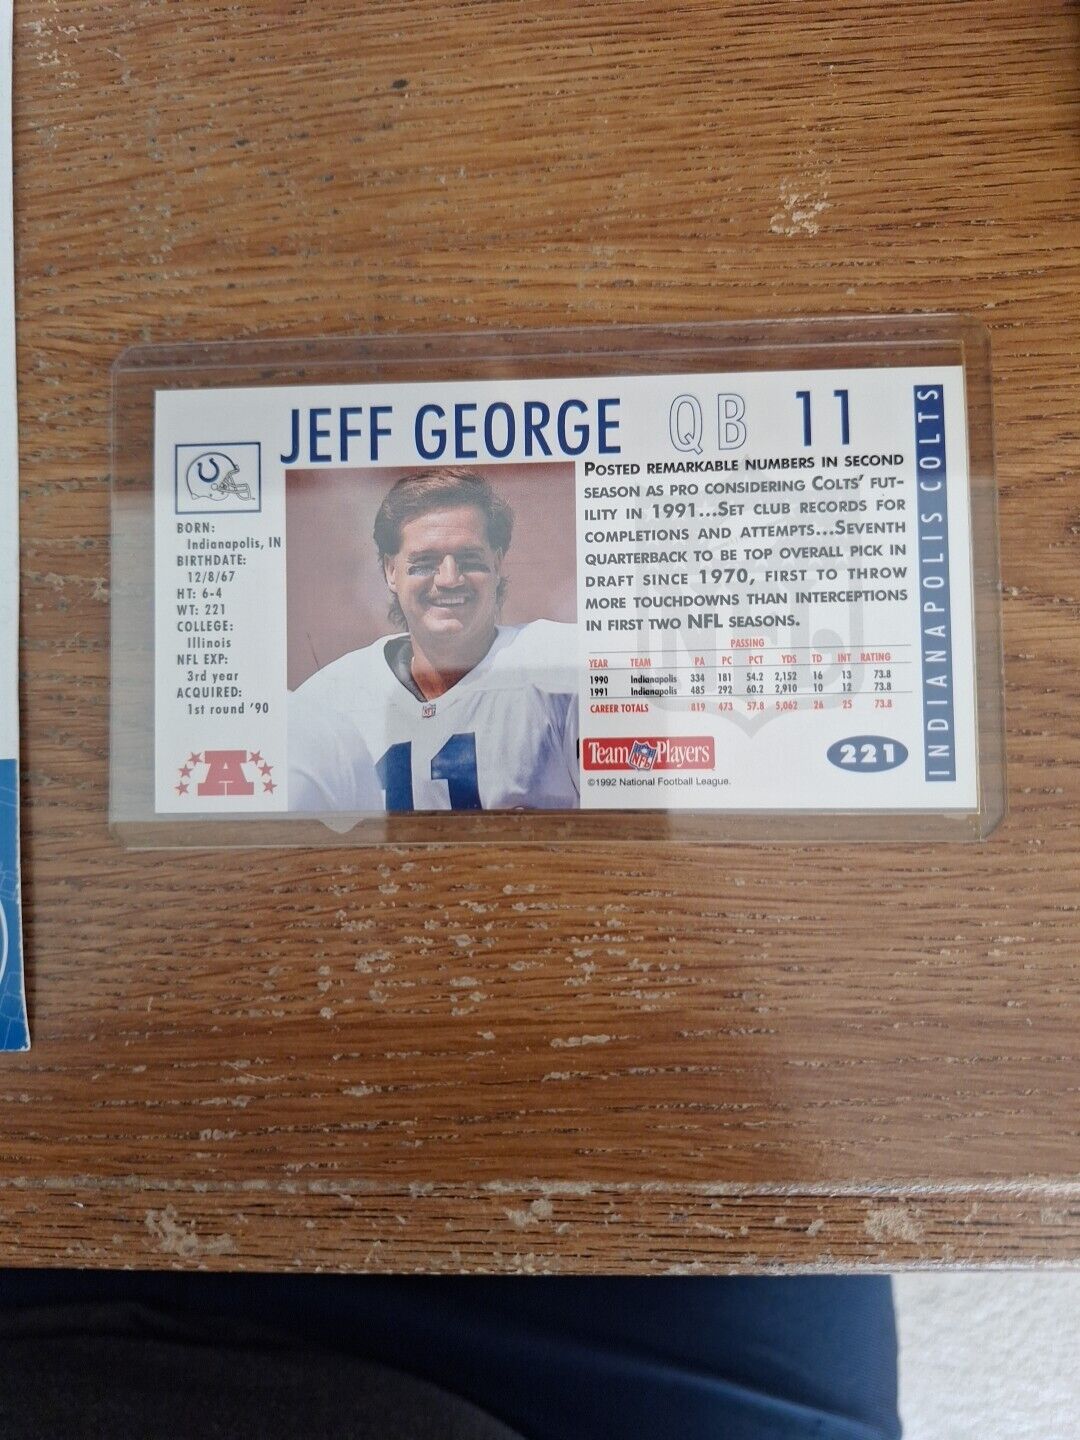 JEFF GEORGE QB 11
BORN:
Indianapolis, IN
BIRTHDATE:
12/8/67
HT: 6-4
WT: 221
COLLEGE:
Illinois
NFL EXP:
3rd year
ACQUIRED:
1st round '90
A
11
POSTED REMARKABLE NUMBERS IN SECOND
SEASON AS PRO CONSIDERING COLTS' FUT-
ILITY IN 1991...SET CLUB RECORDS FOR
COMPLETIONS AND ATTEMPTS...SEVENTH
QUARTERBACK TO BE TOP OVERALL PICK IN
DRAFT SINCE 1970, FIRST TO THROW
MORE TOUCHDOWNS THAN INTERCEPTIONS
IN FIRST TWO NFL SEASONS.
NFL
PASSING
YEAR TEAM PA PC PCT YDS TD INT RATING
1990 Indianapolis 334 181 54.2 2,152 16 13 73.8
1991 Indianapolis 485 292 60.2 2,910 10 12 73.8
CAREER TOTALS 819 473 57.8 5,062 26 25 73.8
Team NFL Players
©1992 National Football League.
221
INDIANAPOLIS COLTS